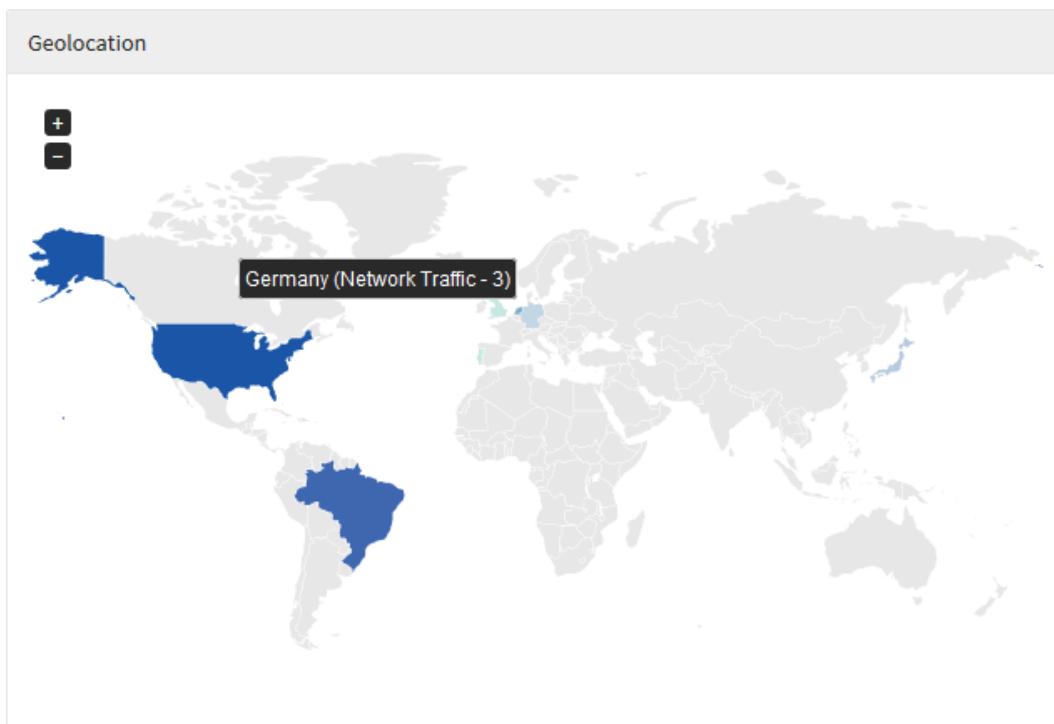 Geolocation
+
−
Germany (Network Traffic - 3)